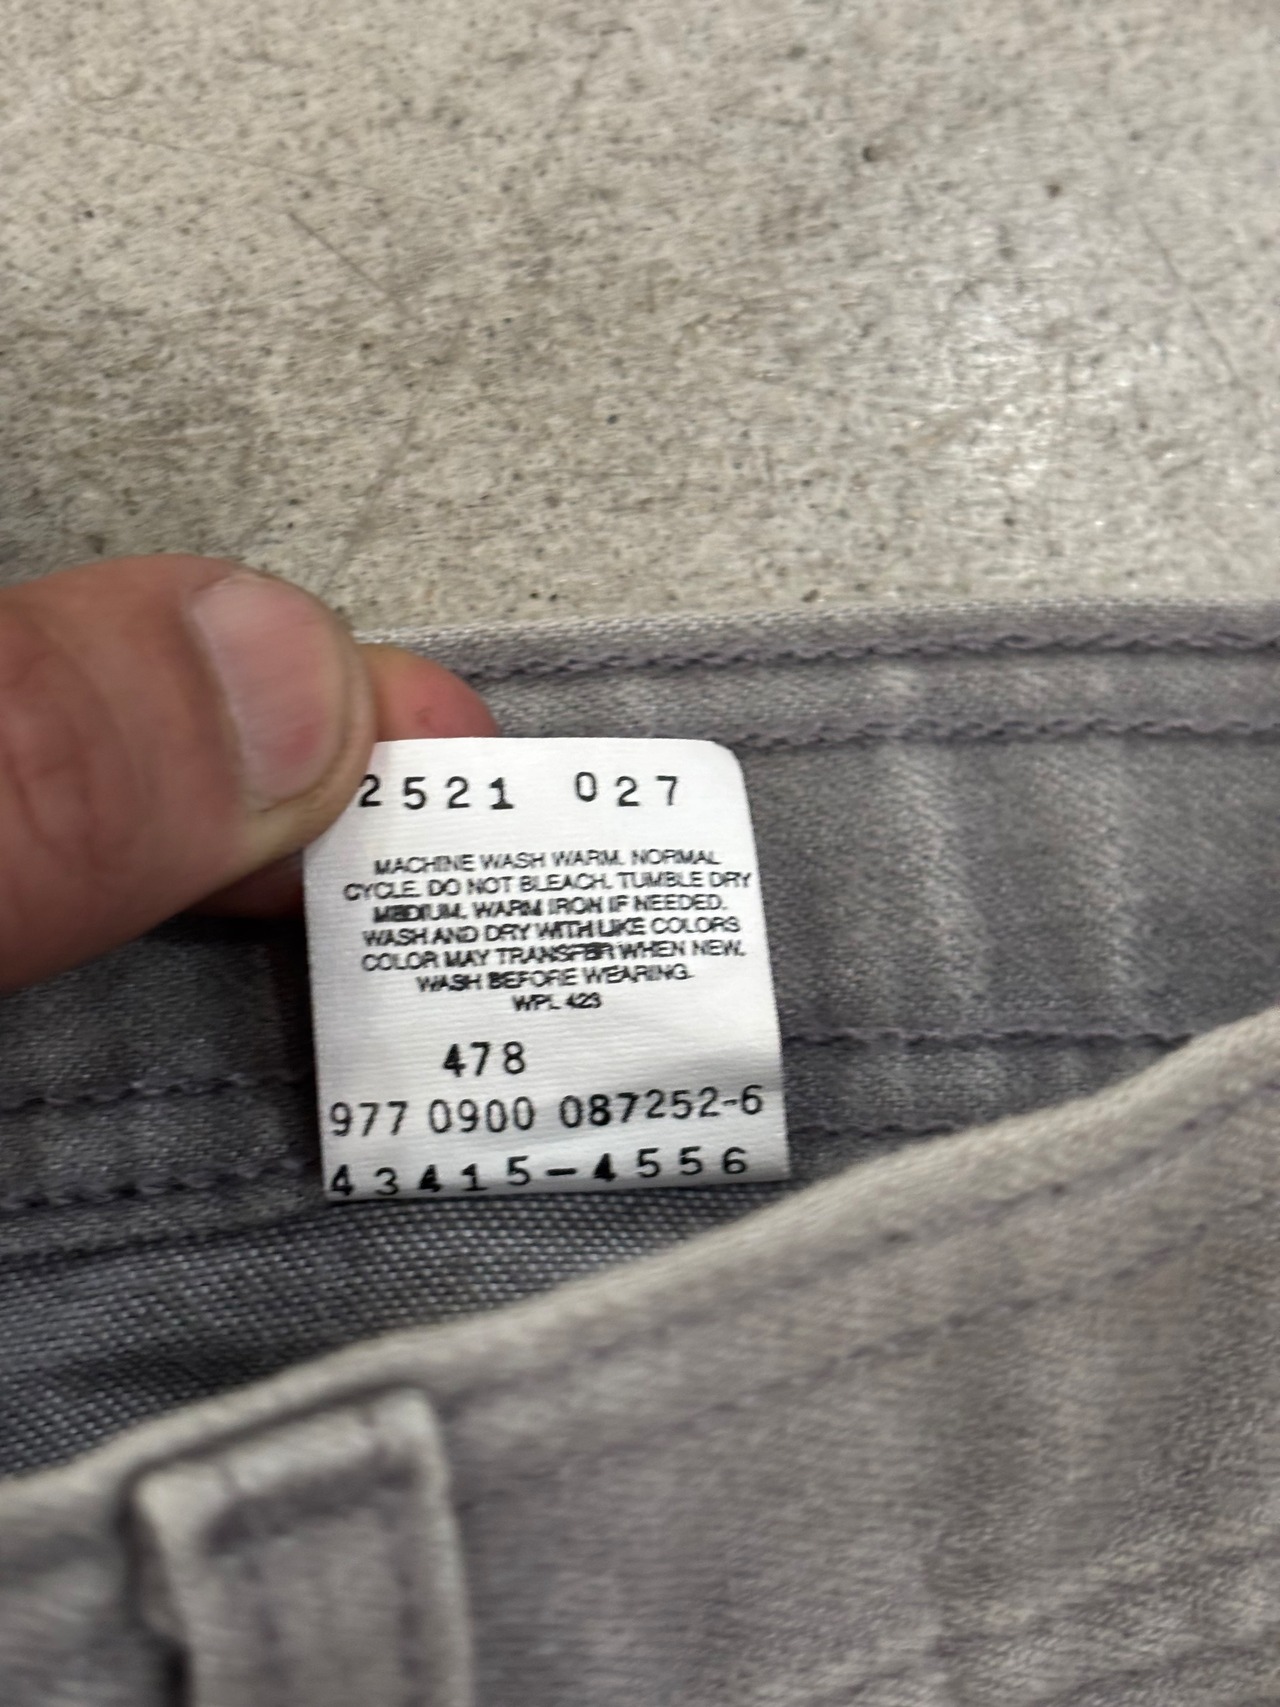 2521 027
MACHINE WASH WARM. NORMAL
CYCLE. DO NOT BLEACH. TUMBLE DRY
MEDIUM. WARM IRON IF NEEDED.
WASH AND DRY WITH LIKE COLORS
COLOR MAY TRANSFER WHEN NEW.
WASH BEFORE WEARING.
WPL 423
478
977 0900 087252-6
43415-4556